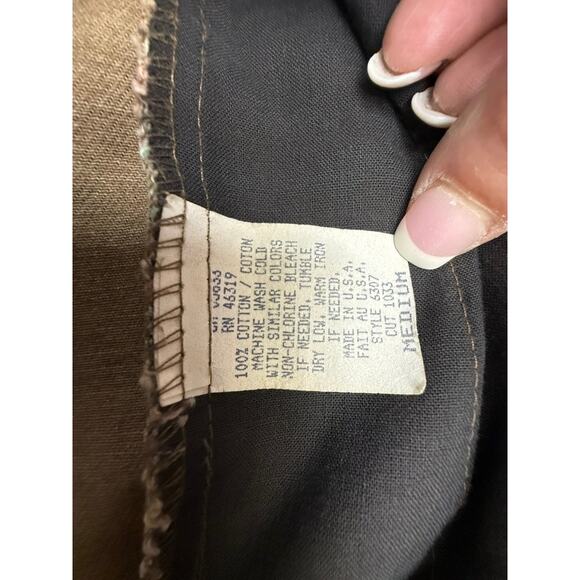 RN 46319
100% COTTON / COTON
MACHINE WASH COLD
WITH SIMILAR COLORS
NON-CHLORINE BLEACH
IF NEEDED, TUMBLE
DRY LOW. WARM IRON
IF NEEDED.
MADE IN U.S.A.
FAIT AU U.S.A.
STYLE 6307
CUT 1033
MEDIUM